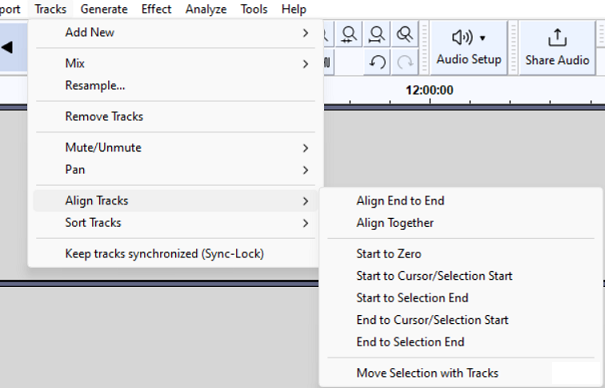 port Tracks Generate Effect Analyze Tools Help
Add New
Mix
Resample...
Remove Tracks
Mute/Unmute
Pan
Align Tracks
Sort Tracks
Keep tracks synchronized (Sync-Lock)
Audio Setup
Share Audio
12:00:00
Align End to End
Align Together
Start to Zero
Start to Cursor/Selection Start
Start to Selection End
End to Cursor/Selection Start
End to Selection End
Move Selection with Tracks